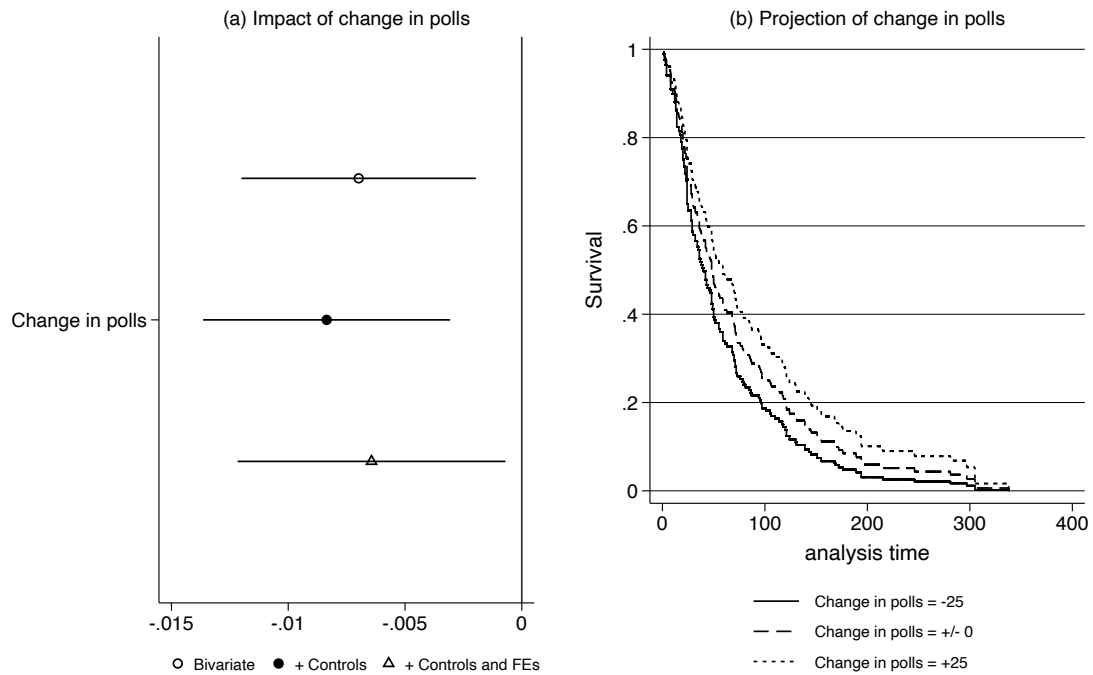 (a) Impact of change in polls
Change in polls
-.015 -.01 -.005 0
Bivariate + Controls + Controls and FEs
(b) Projection of change in polls
Survival
1
.8
.6
.4
.2
0
0 100 200 300 400
analysis time
Change in polls = -25
Change in polls = +/- 0
Change in polls = +25